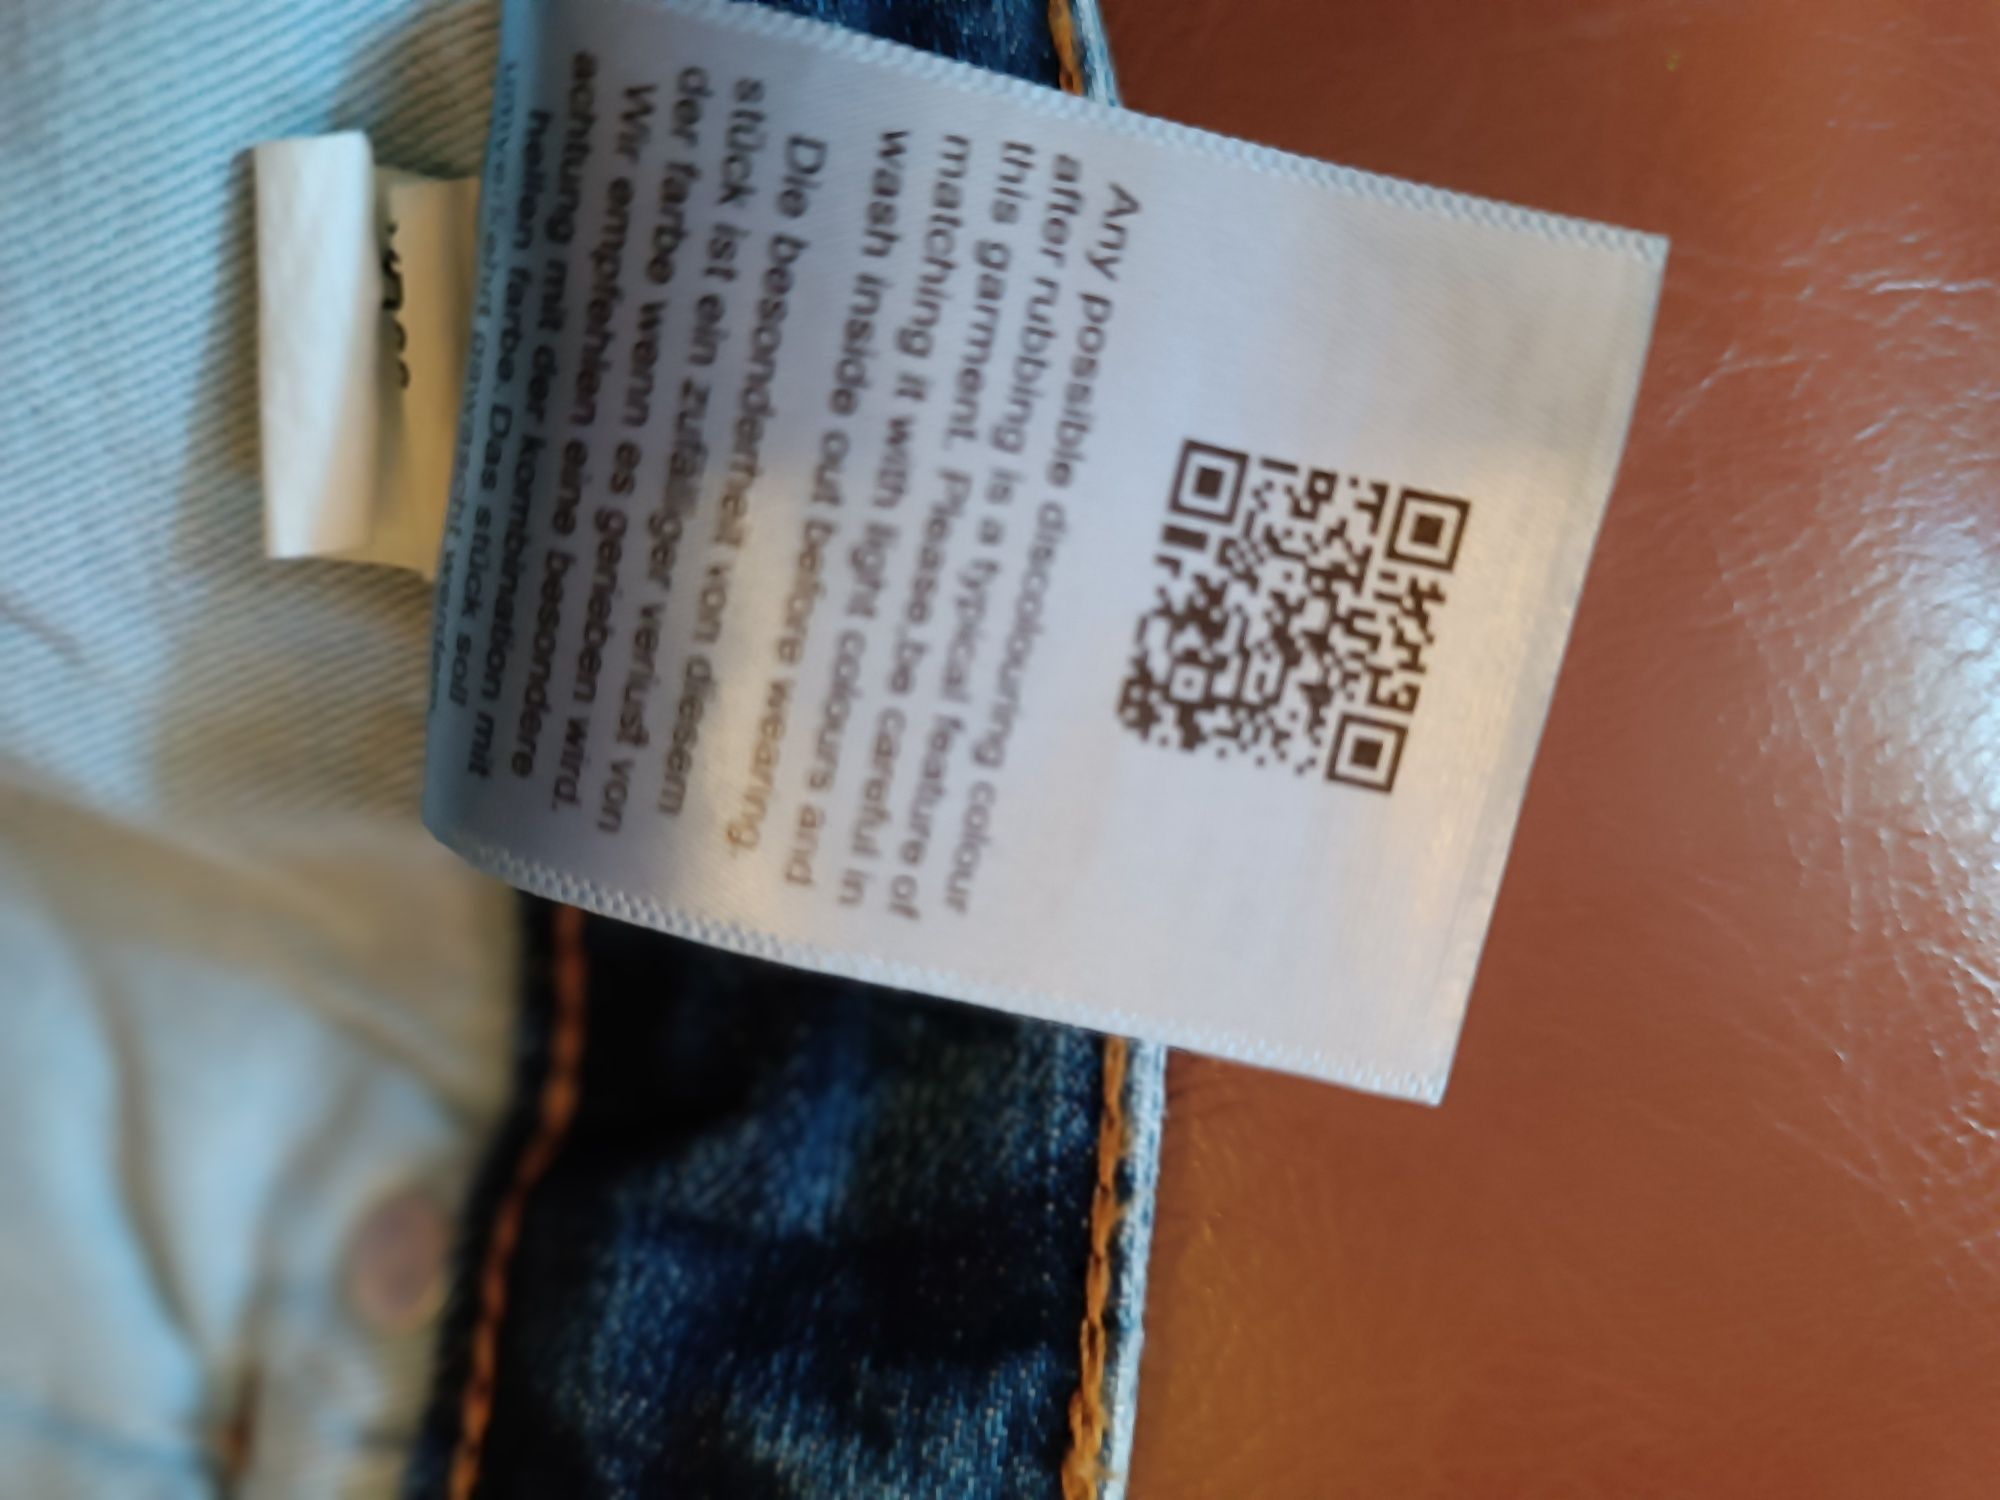 Any possible discolouring colour
after rubbing is a typical feature of
this garment. Please be careful in
matching it with light colours and
wash inside out before wearing.
Die besonderheit von diesem
stück ist ein zufälliger verlust von
der farbe wenn es gerieben wird.
Wir empfehlen eine besondere
achtung mit der kombination mit
hellen farbe. Das stück soll
gewascht werden